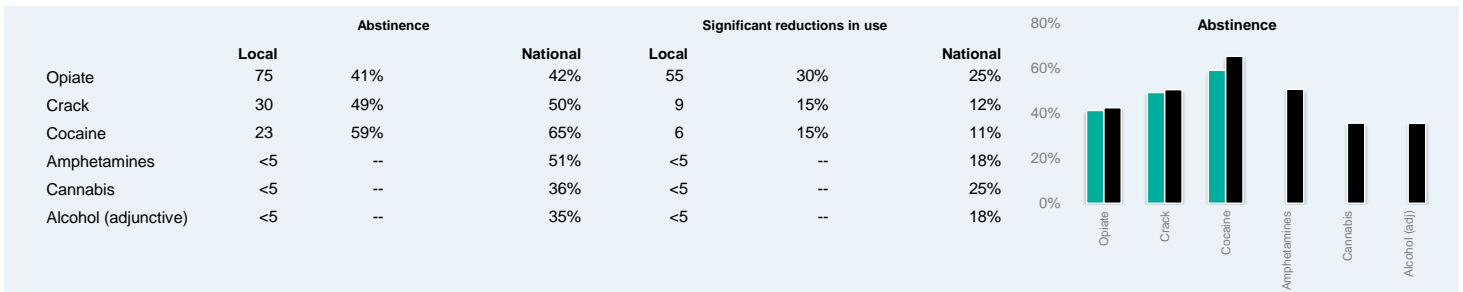 Abstinence Significant reductions in use
Local National Local National
Opiate 75 41% 42% 55 30% 25%
Crack 30 49% 50% 9 15% 12%
Cocaine 23 59% 65% 6 15% 11%
Amphetamines <5 -- 51% <5 -- 18%
Cannabis <5 -- 36% <5 -- 25%
Alcohol (adjunctive) <5 -- 35% <5 -- 18%
Abstinence
80%
60%
40%
20%
0%
Opiate
Crack
Cocaine
Amphetamines
Cannabis
Alcohol (adj)